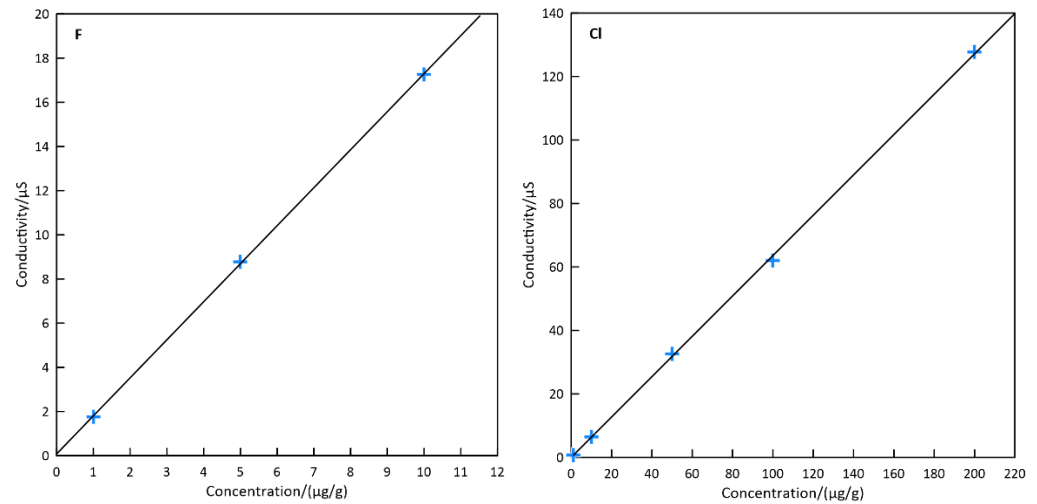 F
20
18
16
14
12
10
8
6
4
2
0
Conductivity/µS
0 1 2 3 4 5 6 7 8 9 10 11 12
Concentration/(µg/g)
Cl
140
120
100
80
60
40
20
0
Conductivity/µS
0 20 40 60 80 100 120 140 160 180 200 220
Concentration/(µg/g)